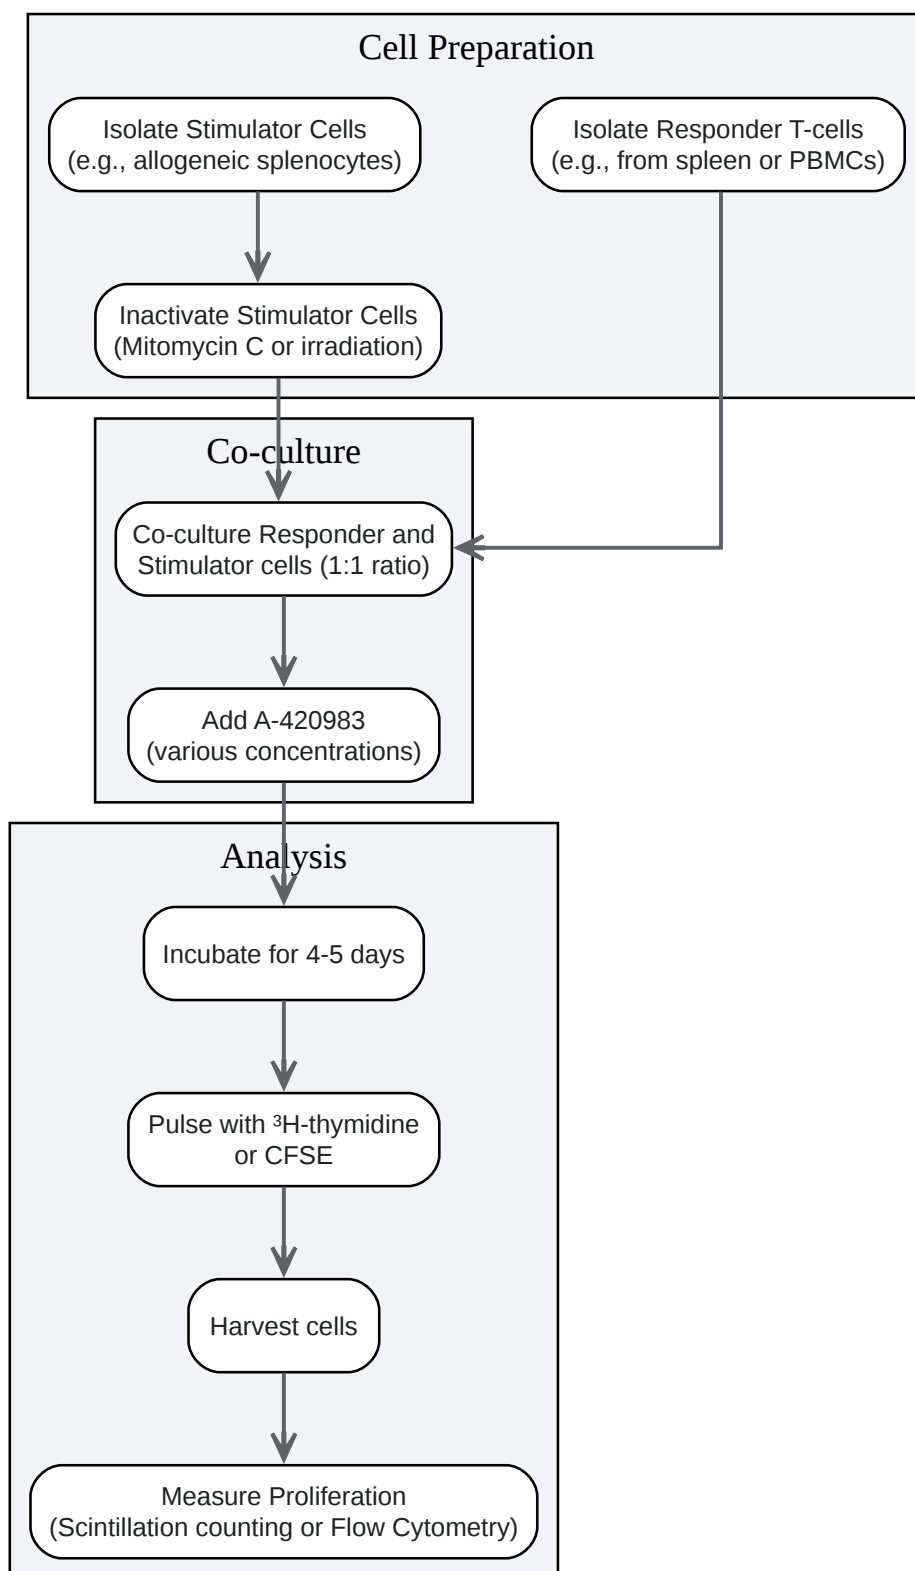 Cell Preparation
Isolate Stimulator Cells
(e.g., allogeneic splenocytes)
Isolate Responder T-cells
(e.g., from spleen or PBMCs)
Inactivate Stimulator Cells
(Mitomycin C or irradiation)
Co-culture
Co-culture Responder and
Stimulator cells (1:1 ratio)
Add A-420983
(various concentrations)
Analysis
Incubate for 4-5 days
Pulse with ³H-thymidine
or CFSE
Harvest cells
Measure Proliferation
(Scintillation counting or Flow Cytometry)